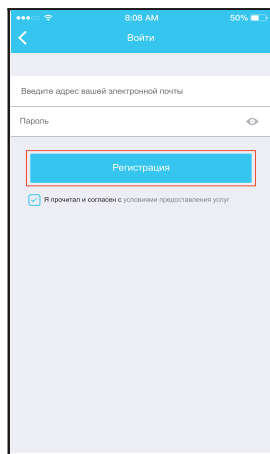 8:08 AM 50%
Войти
Введите адрес вашей электронной почты
Пароль
Регистрация
Я прочитал и согласен с условиями предоставления услуг